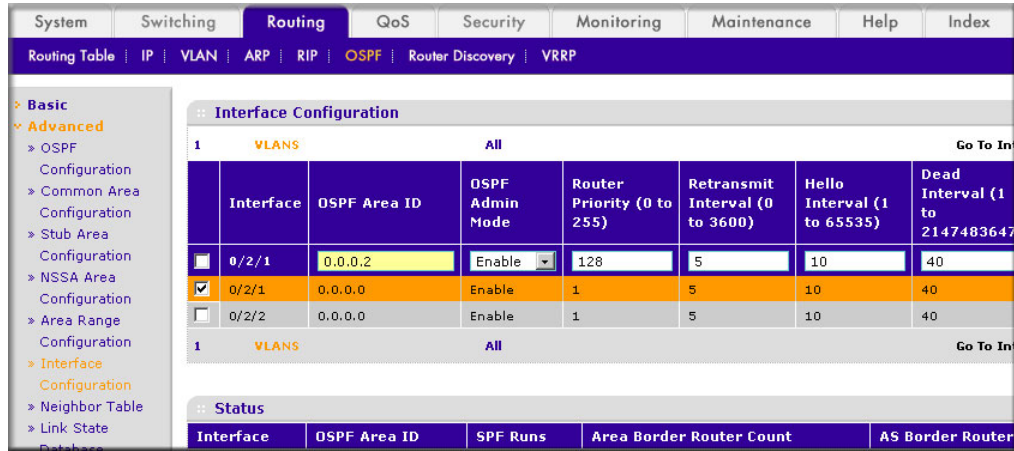 System Switching Routing QoS Security Monitoring Maintenance Help Index
Routing Table | IP | VLAN | ARP | RIP | OSPF | Router Discovery | VRRP
Basic
Advanced
» OSPF
Configuration
» Common Area
Configuration
» Stub Area
Configuration
» NSSA Area
Configuration
» Area Range
Configuration
» Interface
Configuration
» Neighbor Table
» Link State
Database
Interface Configuration
1 VLANS All Go To Int
Interface
OSPF Area ID
OSPF
Admin
Mode
Router
Priority (0 to
255)
Retransmit
Interval (0
to 3600)
Hello
Interval (1
to 65535)
Dead
Interval (1
to
2147483647
0/2/1 0.0.0.2 Enable 128 5 10 40
0/2/1 0.0.0.0 Enable 1 5 10 40
0/2/2 0.0.0.0 Enable 1 5 10 40
1 VLANS All Go To Int
Status
Interface OSPF Area ID SPF Runs Area Border Router Count AS Border Router